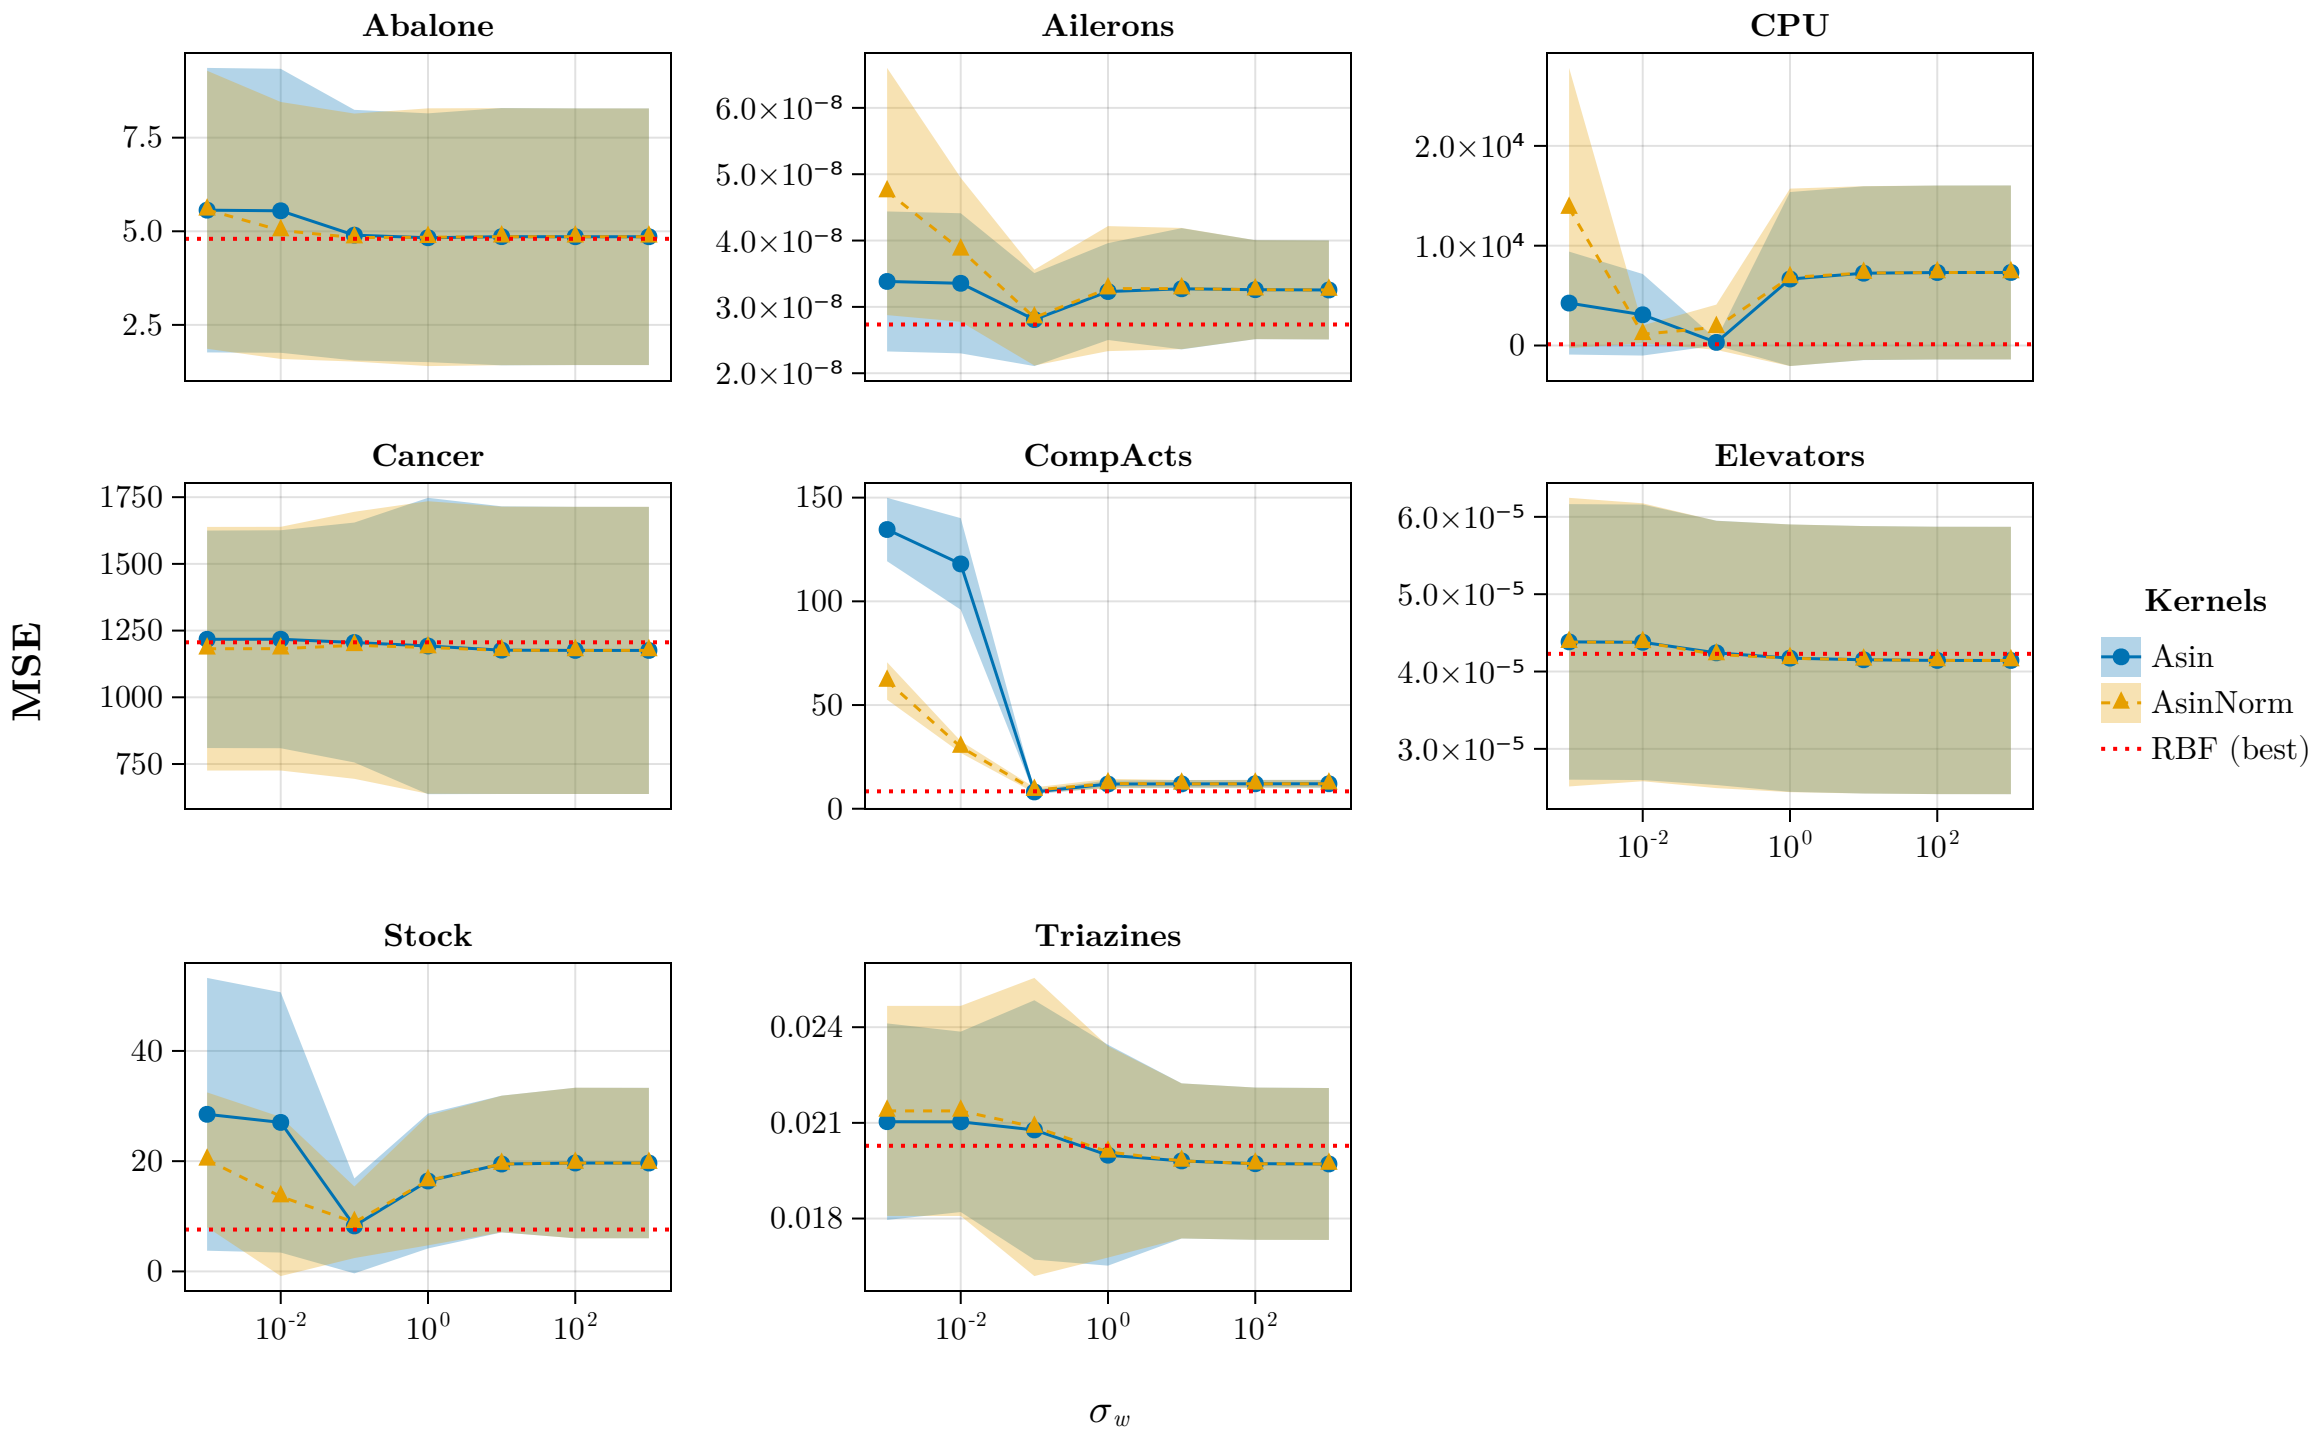 Abalone
Ailerons
CPU
7.5
5.0
2.5
6.0×10⁻⁸
5.0×10⁻⁸
4.0×10⁻⁸
3.0×10⁻⁸
2.0×10⁻⁸
2.0×10⁴
1.0×10⁴
0
Cancer
CompActs
Elevators
1750
1500
1250
1000
750
150
100
50
0
6.0×10⁻⁵
5.0×10⁻⁵
4.0×10⁻⁵
3.0×10⁻⁵
10⁻² 10⁰ 10²
MSE
Kernels
Asin
AsinNorm
RBF (best)
Stock
Triazines
40
20
0
10⁻² 10⁰ 10²
0.024
0.021
0.018
10⁻² 10⁰ 10²
σ_w